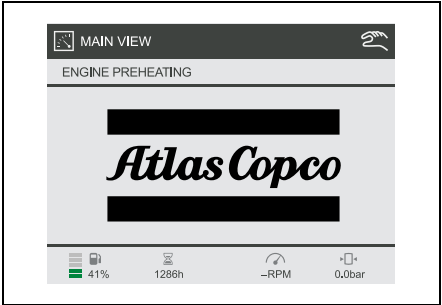 MAIN VIEW
ENGINE PREHEATING
Atlas Copco
41% 1286h –RPM 0.0bar